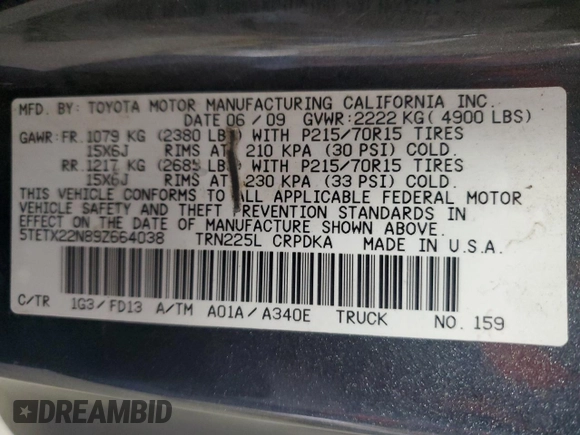 MFD. BY: TOYOTA MOTOR MANUFACTURING CALIFORNIA INC.
DATE 06 / 09 GVWR: 2222 KG( 4900 LBS)
GAWR: FR. 1079 KG (2380 LB) WITH P215/70R15 TIRES
15X6J RIMS AT 210 KPA (30 PSI) COLD.
RR. 1217 KG (2685 LB) WITH P215/70R15 TIRES
15X6J RIMS AT 230 KPA (33 PSI) COLD.
THIS VEHICLE CONFORMS TO ALL APPLICABLE FEDERAL MOTOR
VEHICLE SAFETY AND THEFT PREVENTION STANDARDS IN
EFFECT ON THE DATE OF MANUFACTURE SHOWN ABOVE.
5TETX22N89Z664038 TRN225L CRPDKA MADE IN U.S.A.
C/TR 1G3/FD13 A/TM A01A/A340E TRUCK NO. 159
DREAMBID